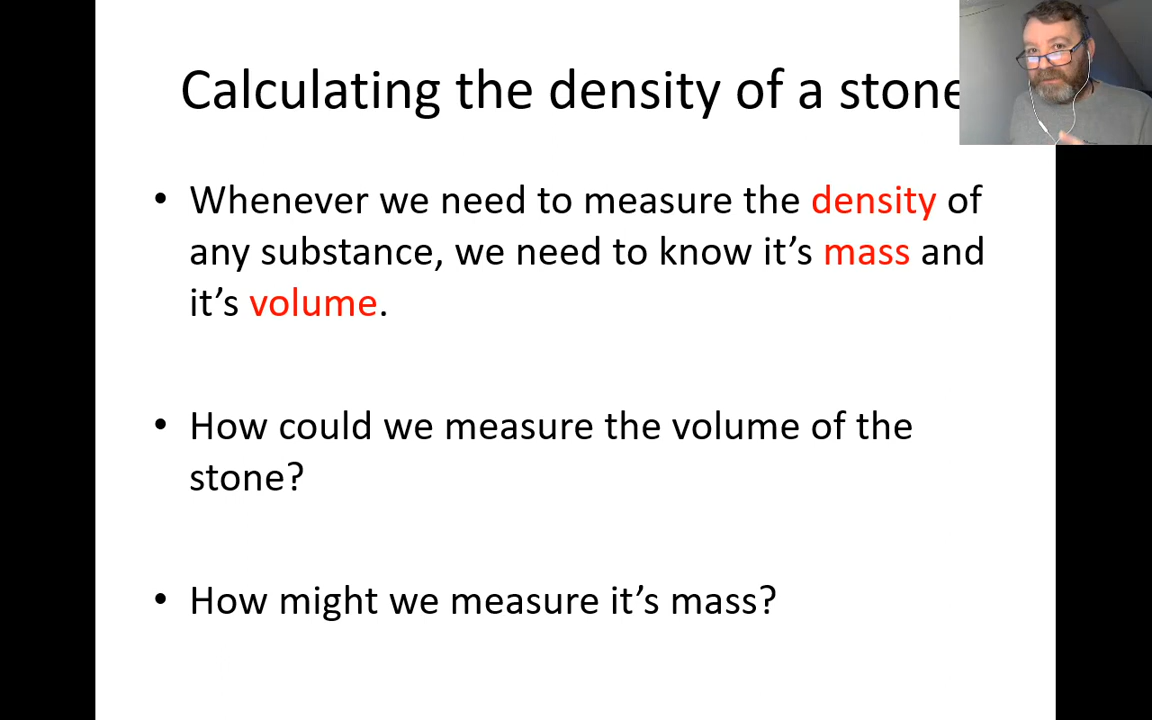 Calculating the density of a stone
• Whenever we need to measure the density of
any substance, we need to know it’s mass and
it’s volume.
• How could we measure the volume of the
stone?
• How might we measure it’s mass?